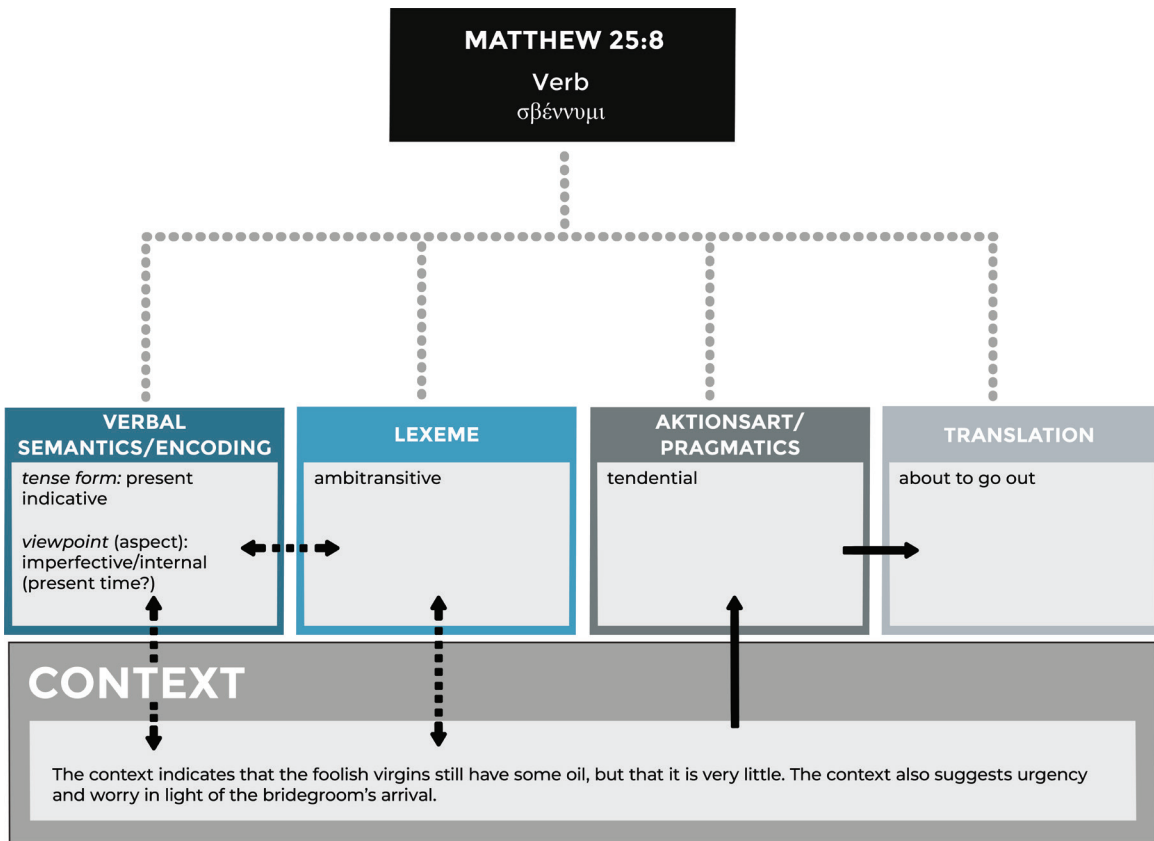 MATTHEW 25:8
Verb
σβέννυμι
VERBAL
SEMANTICS/ENCODING
tense form: present
indicative
viewpoint (aspect):
imperfective/internal
(present time?)
LEXEME
ambitransitive
AKTIONSART/
PRAGMATICS
tendential
TRANSLATION
about to go out
CONTEXT
The context indicates that the foolish virgins still have some oil, but that it is very little. The context also suggests urgency
and worry in light of the bridegroom’s arrival.